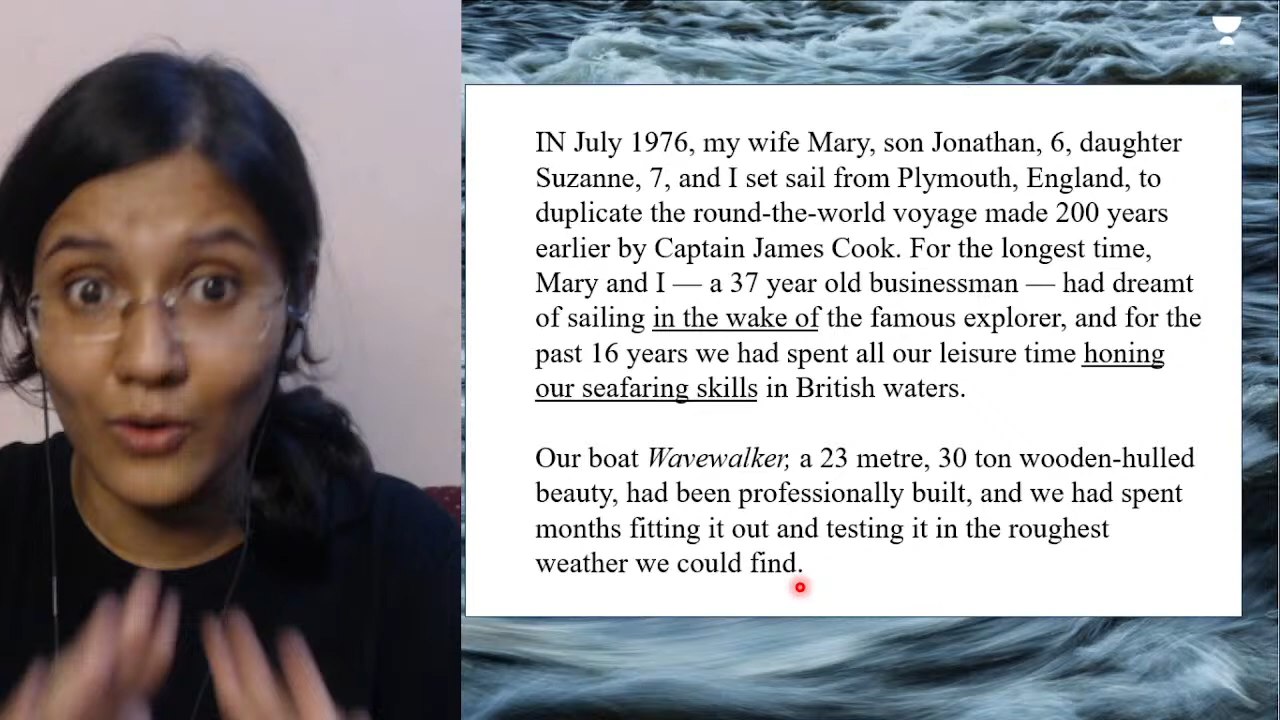 IN July 1976, my wife Mary, son Jonathan, 6, daughter
Suzanne, 7, and I set sail from Plymouth, England, to
duplicate the round-the-world voyage made 200 years
earlier by Captain James Cook. For the longest time,
Mary and I — a 37 year old businessman — had dreamt
of sailing in the wake of the famous explorer, and for the
past 16 years we had spent all our leisure time honing
our seafaring skills in British waters.
Our boat Wavewalker, a 23 metre, 30 ton wooden-hulled
beauty, had been professionally built, and we had spent
months fitting it out and testing it in the roughest
weather we could find.